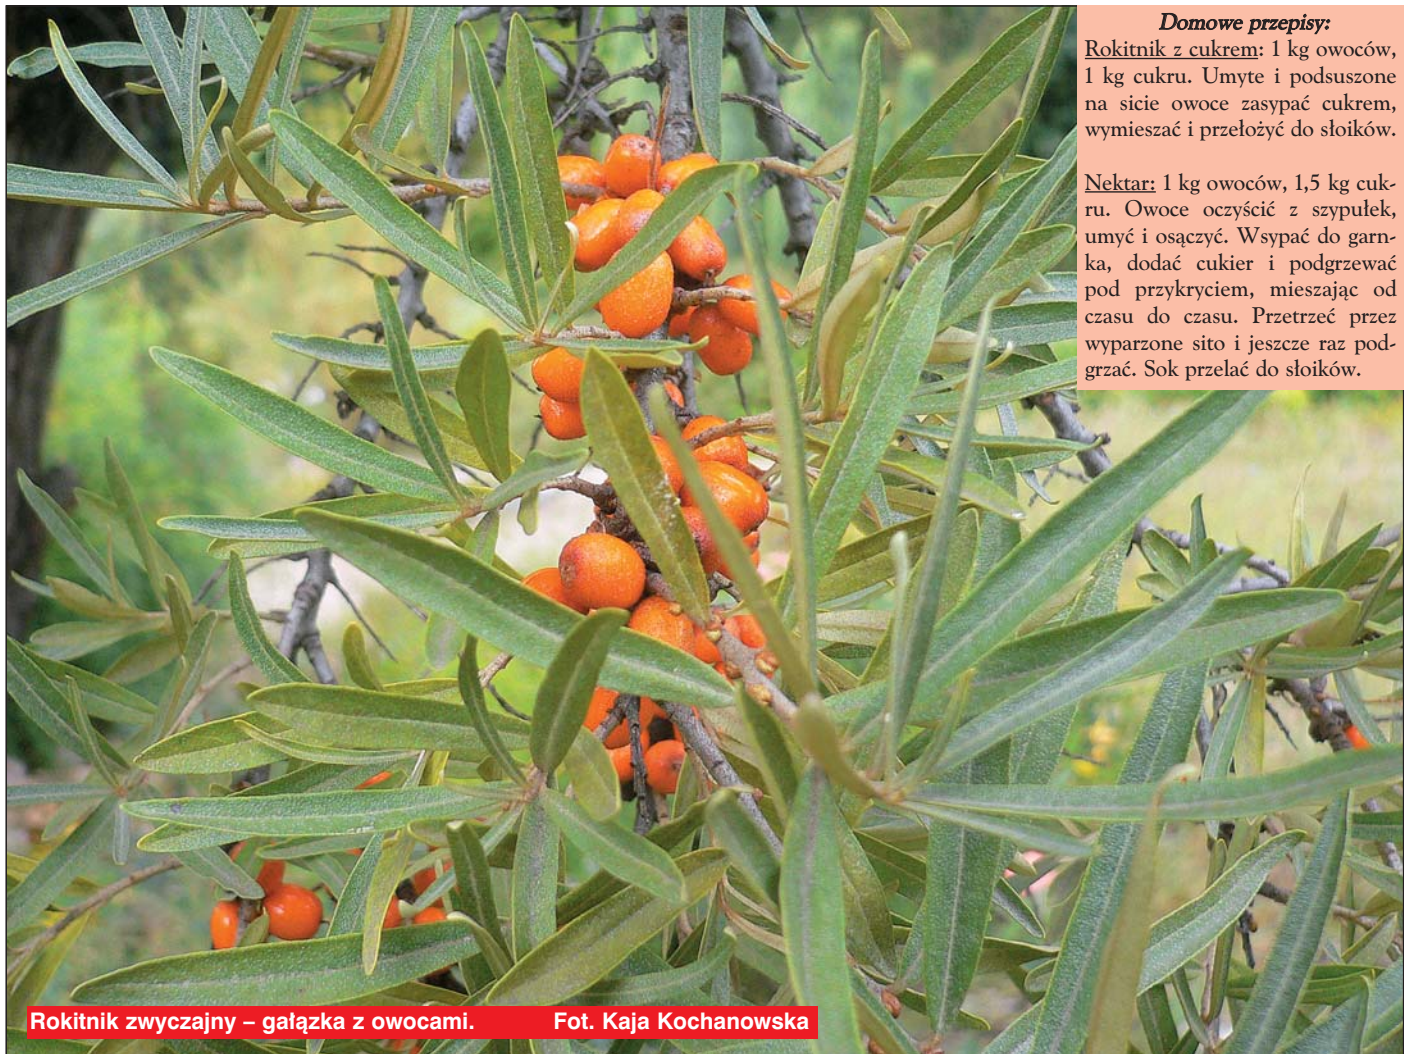 Domowe przepisy:
Rokitnik z cukrem: 1 kg owoców,
1 kg cukru. Umyte i podsuszone
na sicie owoce zasypać cukrem,
wymieszać i przełożyć do słoików.
Nektar: 1 kg owoców, 1,5 kg cuk-
ru. Owoce oczyścić z szypułek,
umyć i osączyć. Wsypać do garn-
ka, dodać cukier i podgrzewać
pod przykryciem, mieszając od
czasu do czasu. Przetrzeć przez
wyparzone sito i jeszcze raz pod-
grzać. Sok przelać do słoików.
Rokitnik zwyczajny – gałązka z owocami. Fot. Kaja Kochanowska